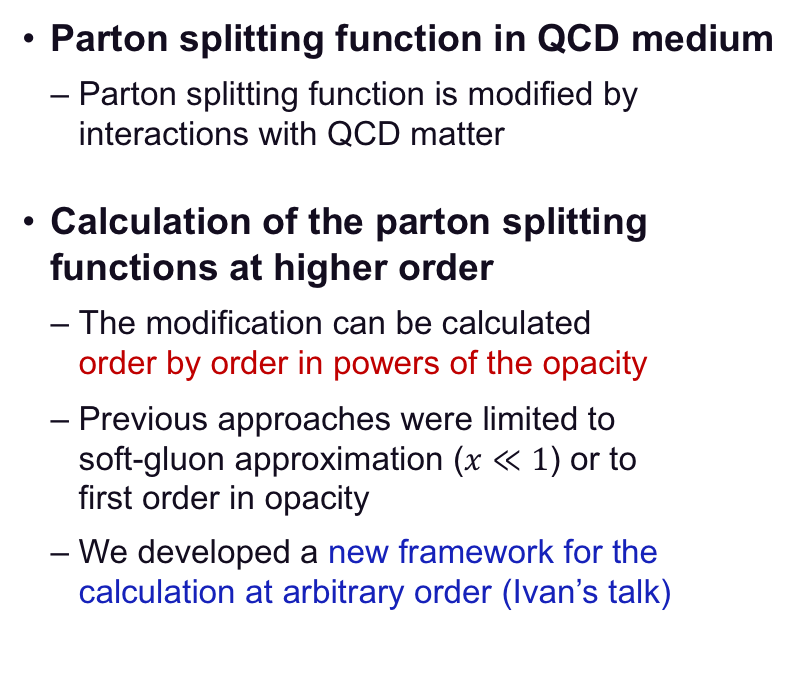 • Parton splitting function in QCD medium
– Parton splitting function is modified by
interactions with QCD matter
• Calculation of the parton splitting
functions at higher order
– The modification can be calculated
order by order in powers of the opacity
– Previous approaches were limited to
soft-gluon approximation (𝑥 ≪ 1) or to
first order in opacity
– We developed a new framework for the
calculation at arbitrary order (Ivan’s talk)